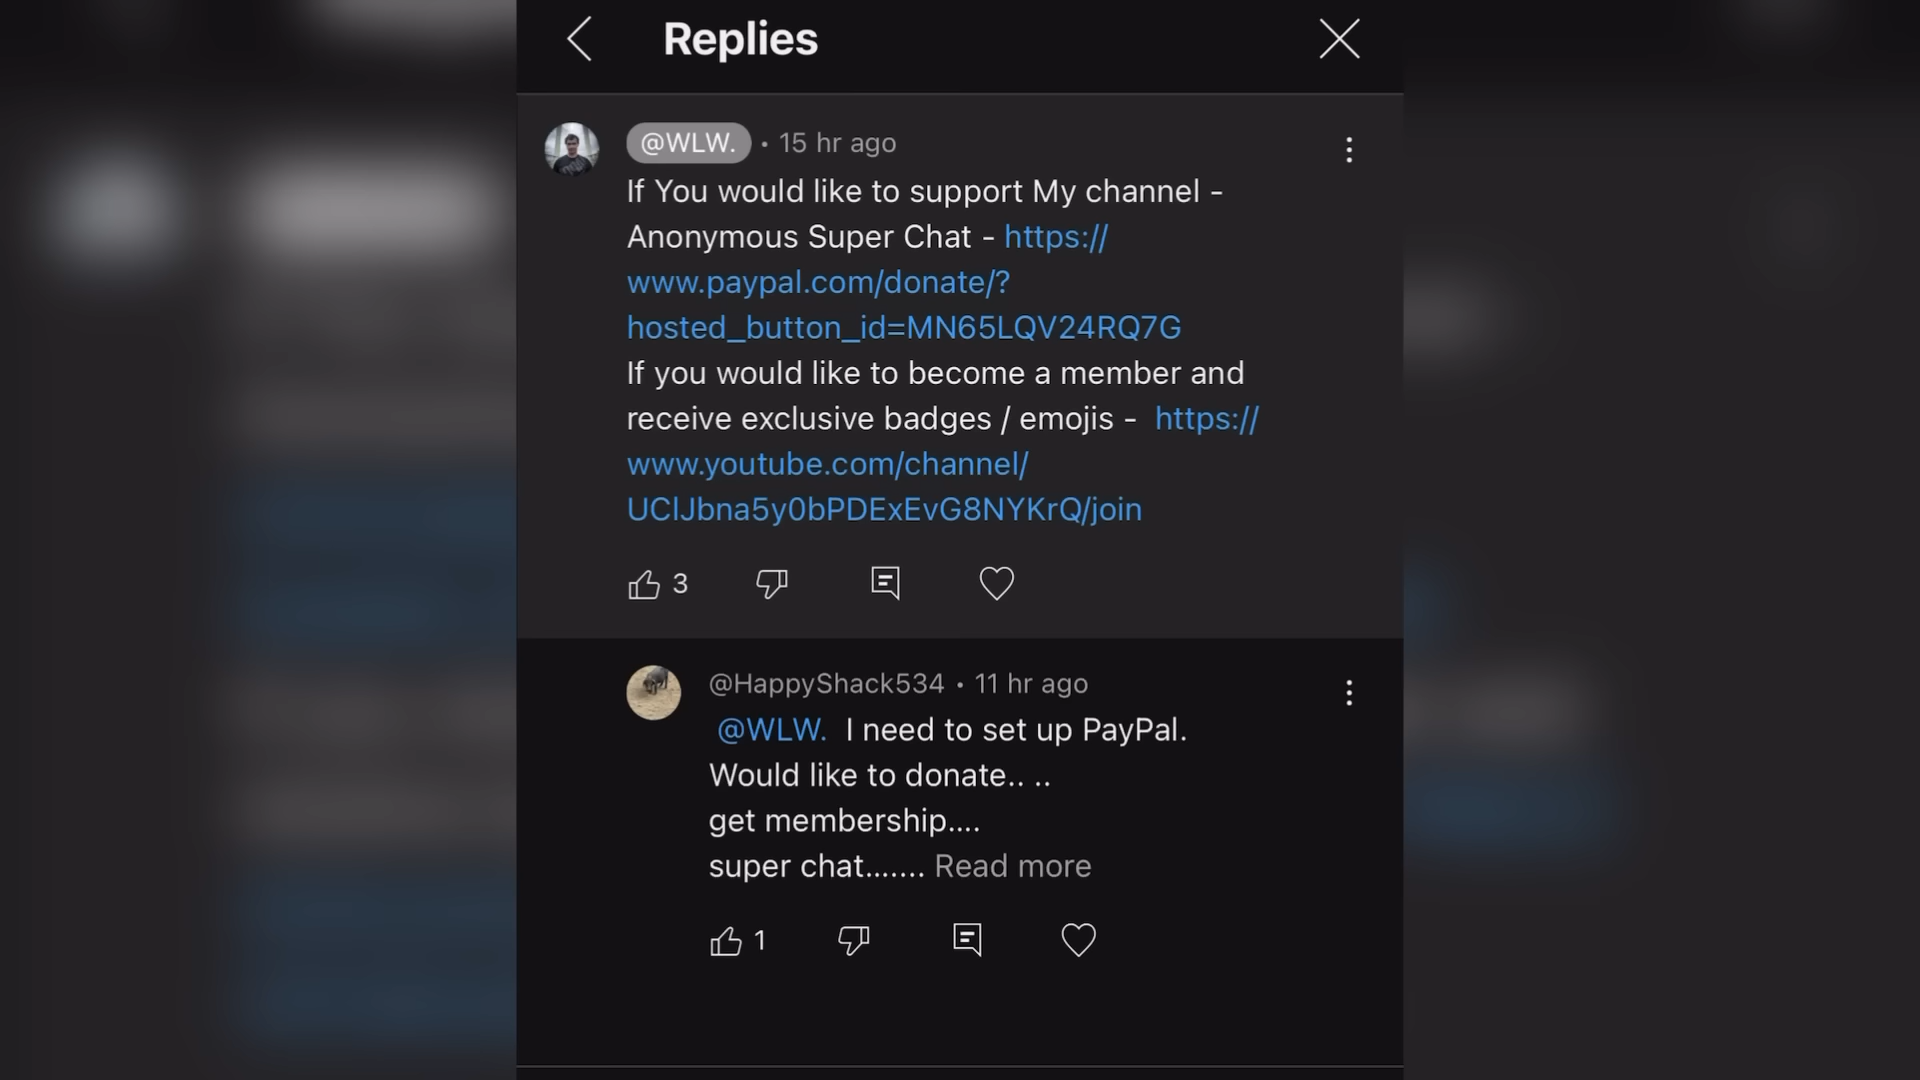 Replies
@WLW. • 15 hr ago
If You would like to support My channel -
Anonymous Super Chat - https://
www.paypal.com/donate/?
hosted_button_id=MN65LQV24RQ7G
If you would like to become a member and
receive exclusive badges / emojis - https://
www.youtube.com/channel/
UClJbna5y0bPDExEvG8NYKrQ/join
3
@HappyShack534 • 11 hr ago
@WLW. I need to set up PayPal.
Would like to donate.. ..
get membership....
super chat....... Read more
1